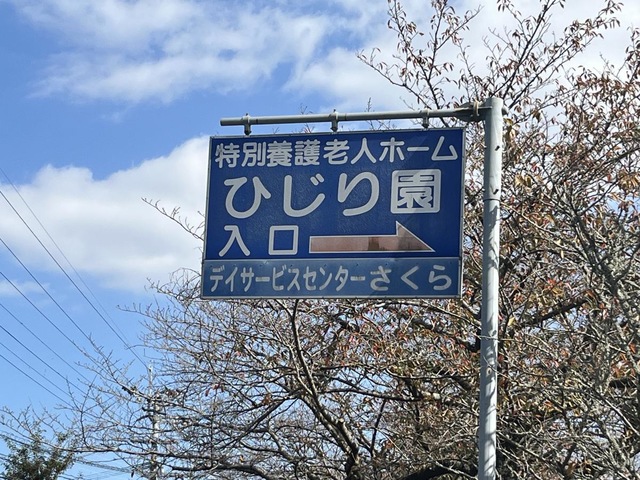 特別養護老人ホーム
ひじり園
入口
デイサービスセンターさくら